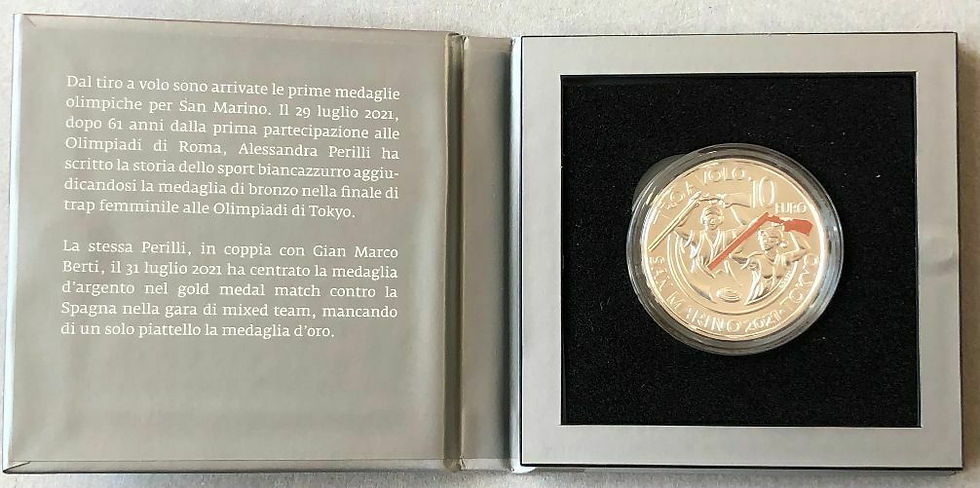 Dal tiro a volo sono arrivate le prime medaglie
olimpiche per San Marino. Il 29 luglio 2021,
dopo 61 anni dalla prima partecipazione alle
Olimpiadi di Roma, Alessandra Perilli ha
scritto la storia dello sport biancazzurro aggiu-
dicandosi la medaglia di bronzo nella finale di
trap femminile alle Olimpiadi di Tokyo.
La stessa Perilli, in coppia con Gian Marco
Berti, il 31 luglio 2021 ha centrato la medaglia
d'argento nel gold medal match contro la
Spagna nella gara di mixed team, mancando
di un solo piattello la medaglia d'oro.
A VOLO
10
EURO
MARINO 2021 TOKYO